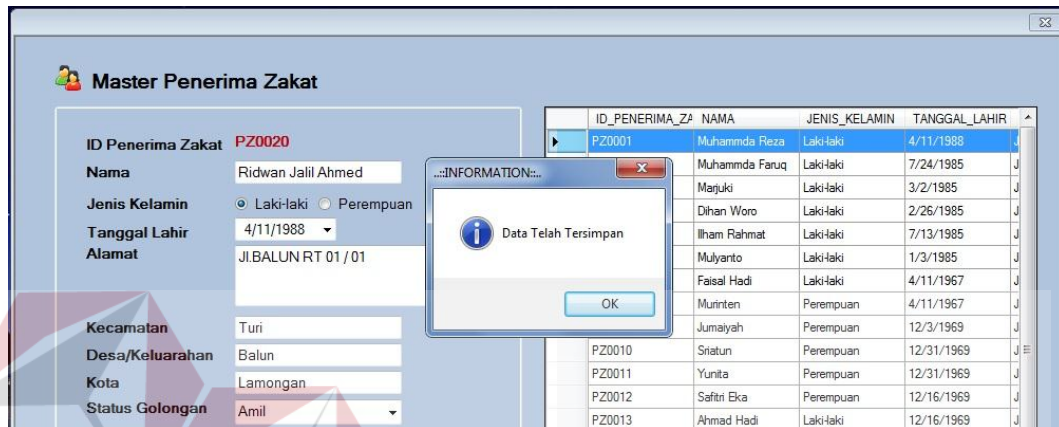 Master Penerima Zakat
ID Penerima Zakat PZ0020
Nama Ridwan Jalil Ahmed
Jenis Kelamin Laki-laki Perempuan
Tanggal Lahir 4/11/1988
Alamat Jl.BALUN RT 01 / 01
Kecamatan Turi
Desa/Keluarahan Balun
Kota Lamongan
Status Golongan Amil
..::INFORMATION::..
Data Telah Tersimpan
OK
ID_PENERIMA_ZA NAMA JENIS_KELAMIN TANGGAL_LAHIR
PZ0001 Muhammda Reza Laki-laki 4/11/1988 J
Muhammda Faruq Laki-laki 7/24/1985 J
Marjuki Laki-laki 3/2/1985 J
Dihan Woro Laki-laki 2/26/1985 J
Ilham Rahmat Laki-laki 7/13/1985 J
Mulyanto Laki-laki 1/3/1985 J
Faisal Hadi Laki-laki 4/11/1967 J
Murinten Perempuan 4/11/1967 J
Jumaiyah Perempuan 12/3/1969 J
PZ0010 Sriatun Perempuan 12/31/1969 J
PZ0011 Yunita Perempuan 12/31/1969 J
PZ0012 Safitri Eka Perempuan 12/16/1969 J
PZ0013 Ahmad Hadi Laki-laki 12/16/1969 J